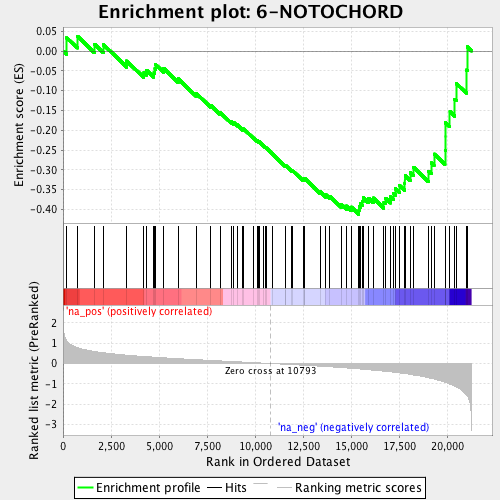 Enrichment plot: 6-NOTOCHORD
Enrichment score (ES)
0.05
0.00
-0.05
-0.10
-0.15
-0.20
-0.25
-0.30
-0.35
-0.40
Ranked list metric (PreRanked)
'na_pos' (positively correlated)
2
1
0
-1
-2
-3
Zero cross at 10793
'na_neg' (negatively correlated)
0
2,500
5,000
7,500
10,000
12,500
15,000
17,500
20,000
Rank in Ordered Dataset
Enrichment profile
Hits
Ranking metric scores